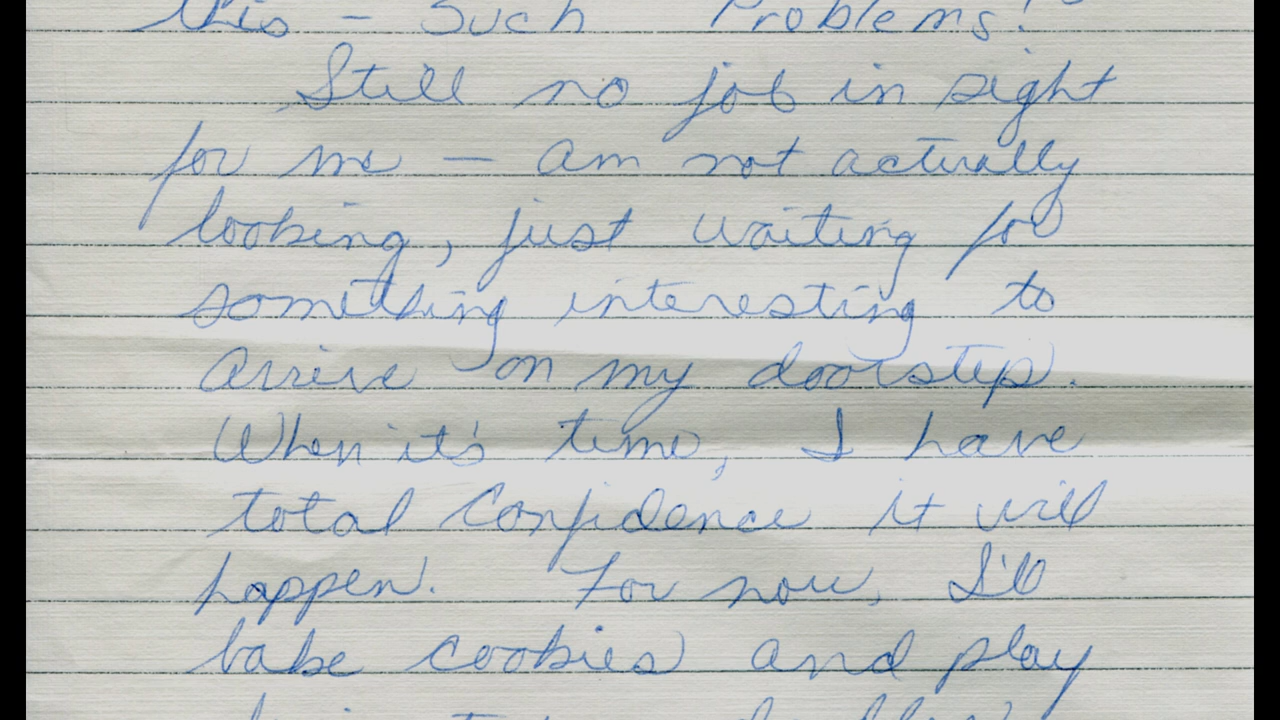 this – Such Problems!
Still no job in sight
for me – am not actually
looking, just waiting for
something interesting to
arrive on my doorstep.
When it's time, I have
total confidence it will
happen. For now, I'll
bake cookies and play